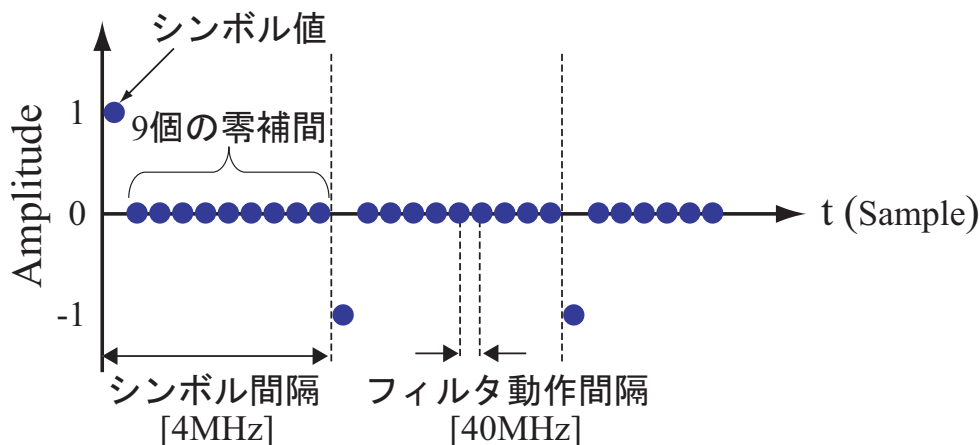 シンボル値
1
9個の零補間
Amplitude
0
t (Sample)
-1
シンボル間隔
[4MHz]
フィルタ動作間隔
[40MHz]